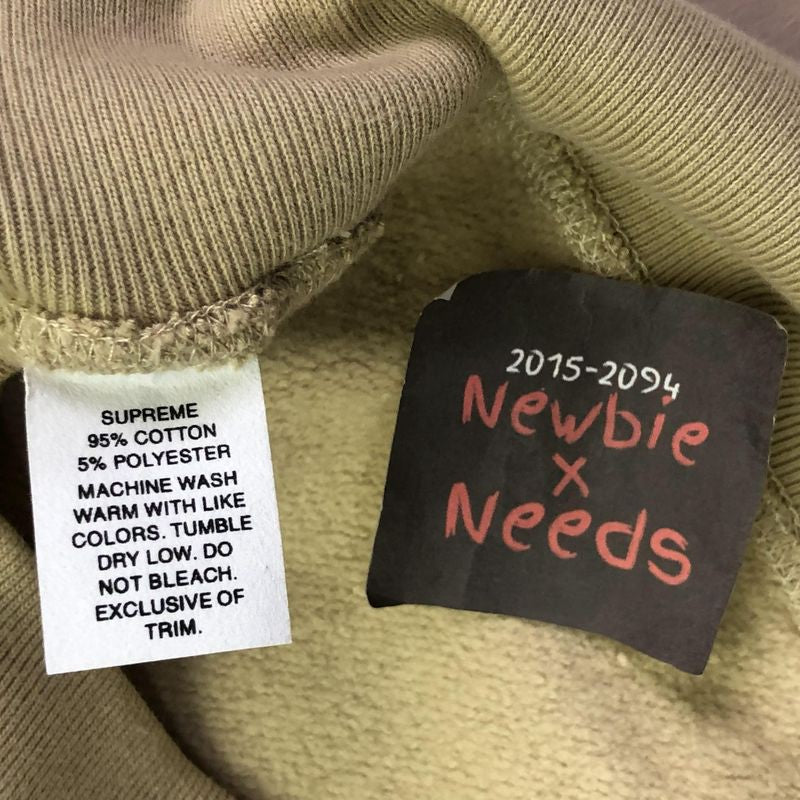 SUPREME
95% COTTON
5% POLYESTER
MACHINE WASH
WARM WITH LIKE
COLORS. TUMBLE
DRY LOW. DO
NOT BLEACH.
EXCLUSIVE OF
TRIM.
2015-2094
Newbie
x
Needs